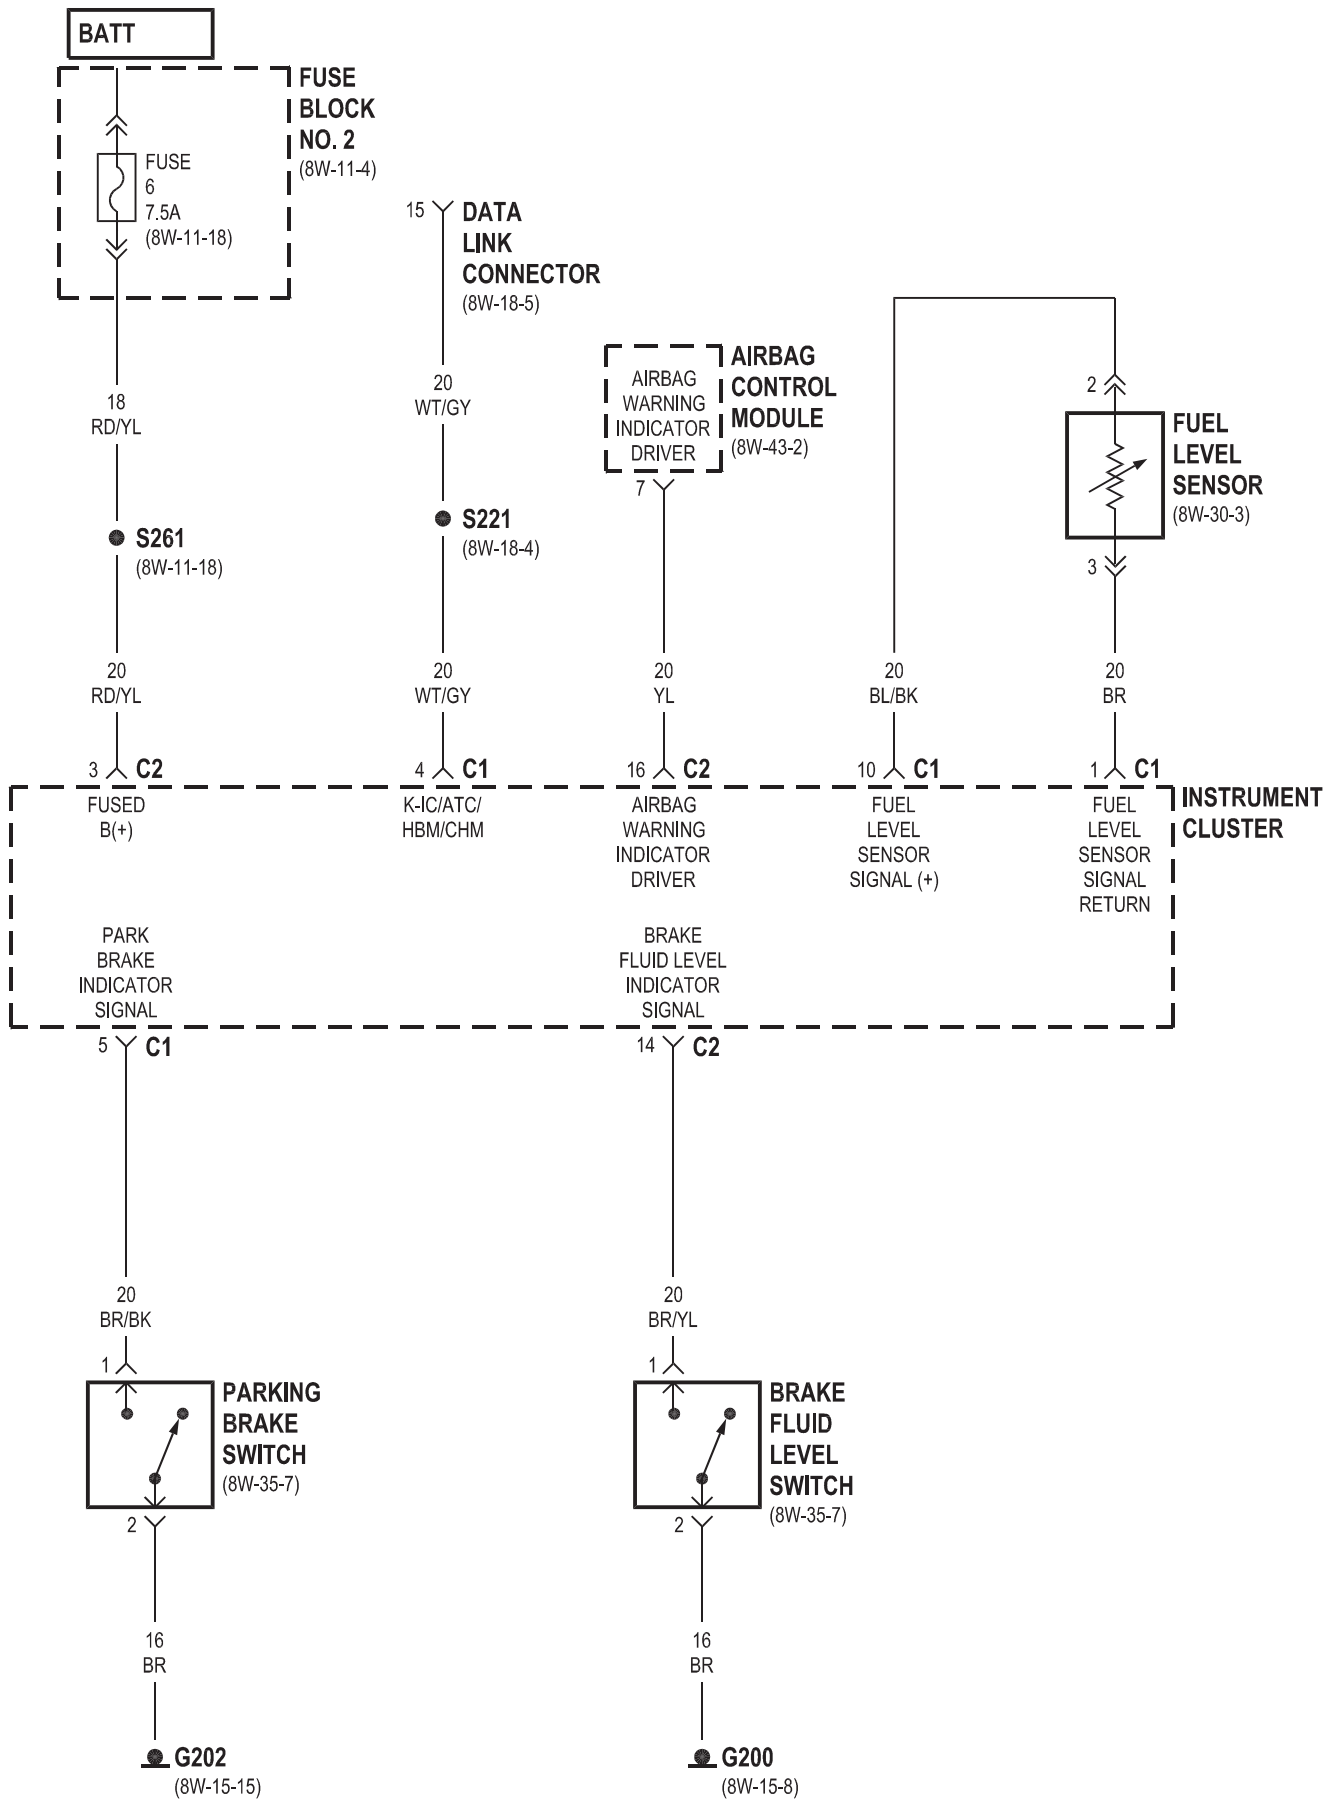 BATT
FUSE
BLOCK
NO. 2
(8W-11-4)
FUSE
6
7.5A
(8W-11-18)
15
DATA
LINK
CONNECTOR
(8W-18-5)
AIRBAG
WARNING
INDICATOR
DRIVER
AIRBAG
CONTROL
MODULE
(8W-43-2)
7
2
FUEL
LEVEL
SENSOR
(8W-30-3)
3
18
RD/YL
20
WT/GY
S261
(8W-11-18)
S221
(8W-18-4)
20
RD/YL
20
WT/GY
20
YL
20
BL/BK
20
BR
3 C2
4 C1
16 C2
10 C1
1 C1
INSTRUMENT
CLUSTER
FUSED
B(+)
K-IC/ATC/
HBM/CHM
AIRBAG
WARNING
INDICATOR
DRIVER
FUEL
LEVEL
SENSOR
SIGNAL (+)
FUEL
LEVEL
SENSOR
SIGNAL
RETURN
PARK
BRAKE
INDICATOR
SIGNAL
BRAKE
FLUID LEVEL
INDICATOR
SIGNAL
5 C1
14 C2
20
BR/BK
20
BR/YL
1
PARKING
BRAKE
SWITCH
(8W-35-7)
2
1
BRAKE
FLUID
LEVEL
SWITCH
(8W-35-7)
2
16
BR
16
BR
G202
(8W-15-15)
G200
(8W-15-8)